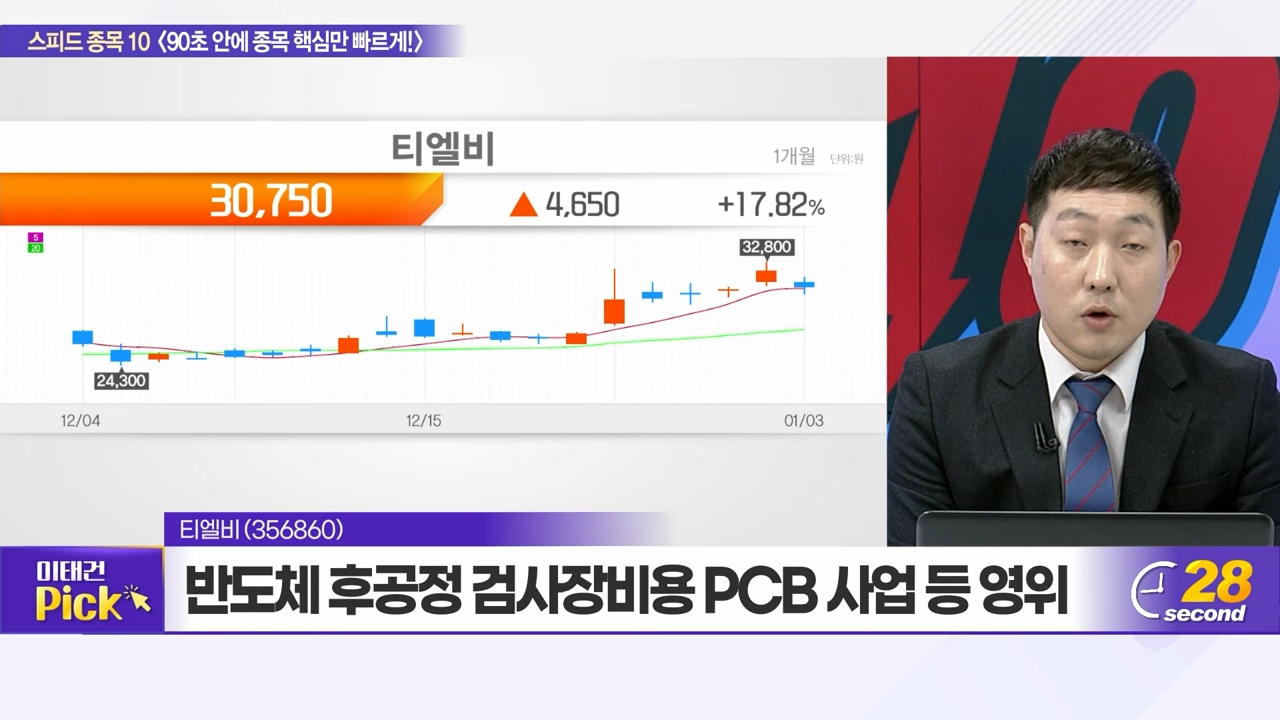 스피드 종목 10 <90초 안에 종목 핵심만 빠르게!>
티엘비
1개월 단위:원
30,750 ▲ 4,650 +17.82%
5
20
32,800
24,300
12/04 12/15 01/03
티엘비(356860)
이태건
Pick
반도체 후공정 검사장비용 PCB 사업 등 영위
28
second
10